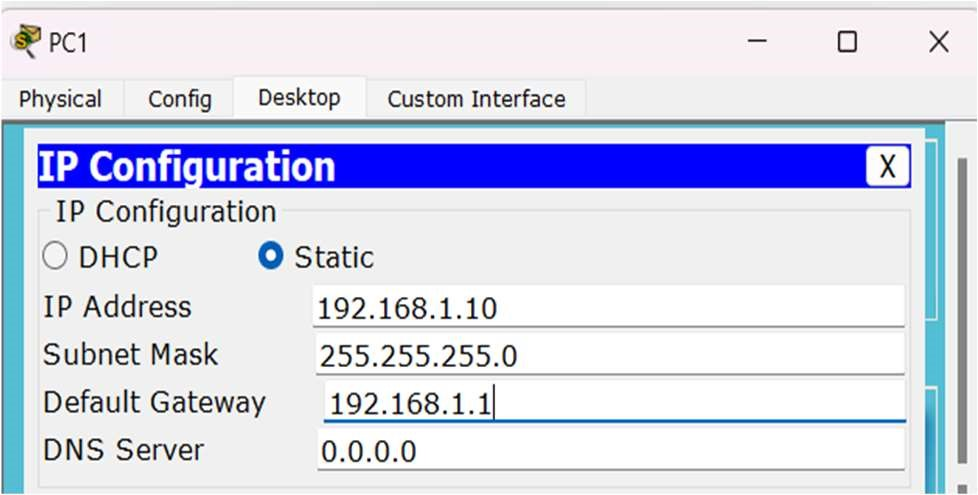 PC1
Physical Config Desktop Custom Interface
IP Configuration X
IP Configuration
DHCP Static
IP Address 192.168.1.10
Subnet Mask 255.255.255.0
Default Gateway 192.168.1.1
DNS Server 0.0.0.0